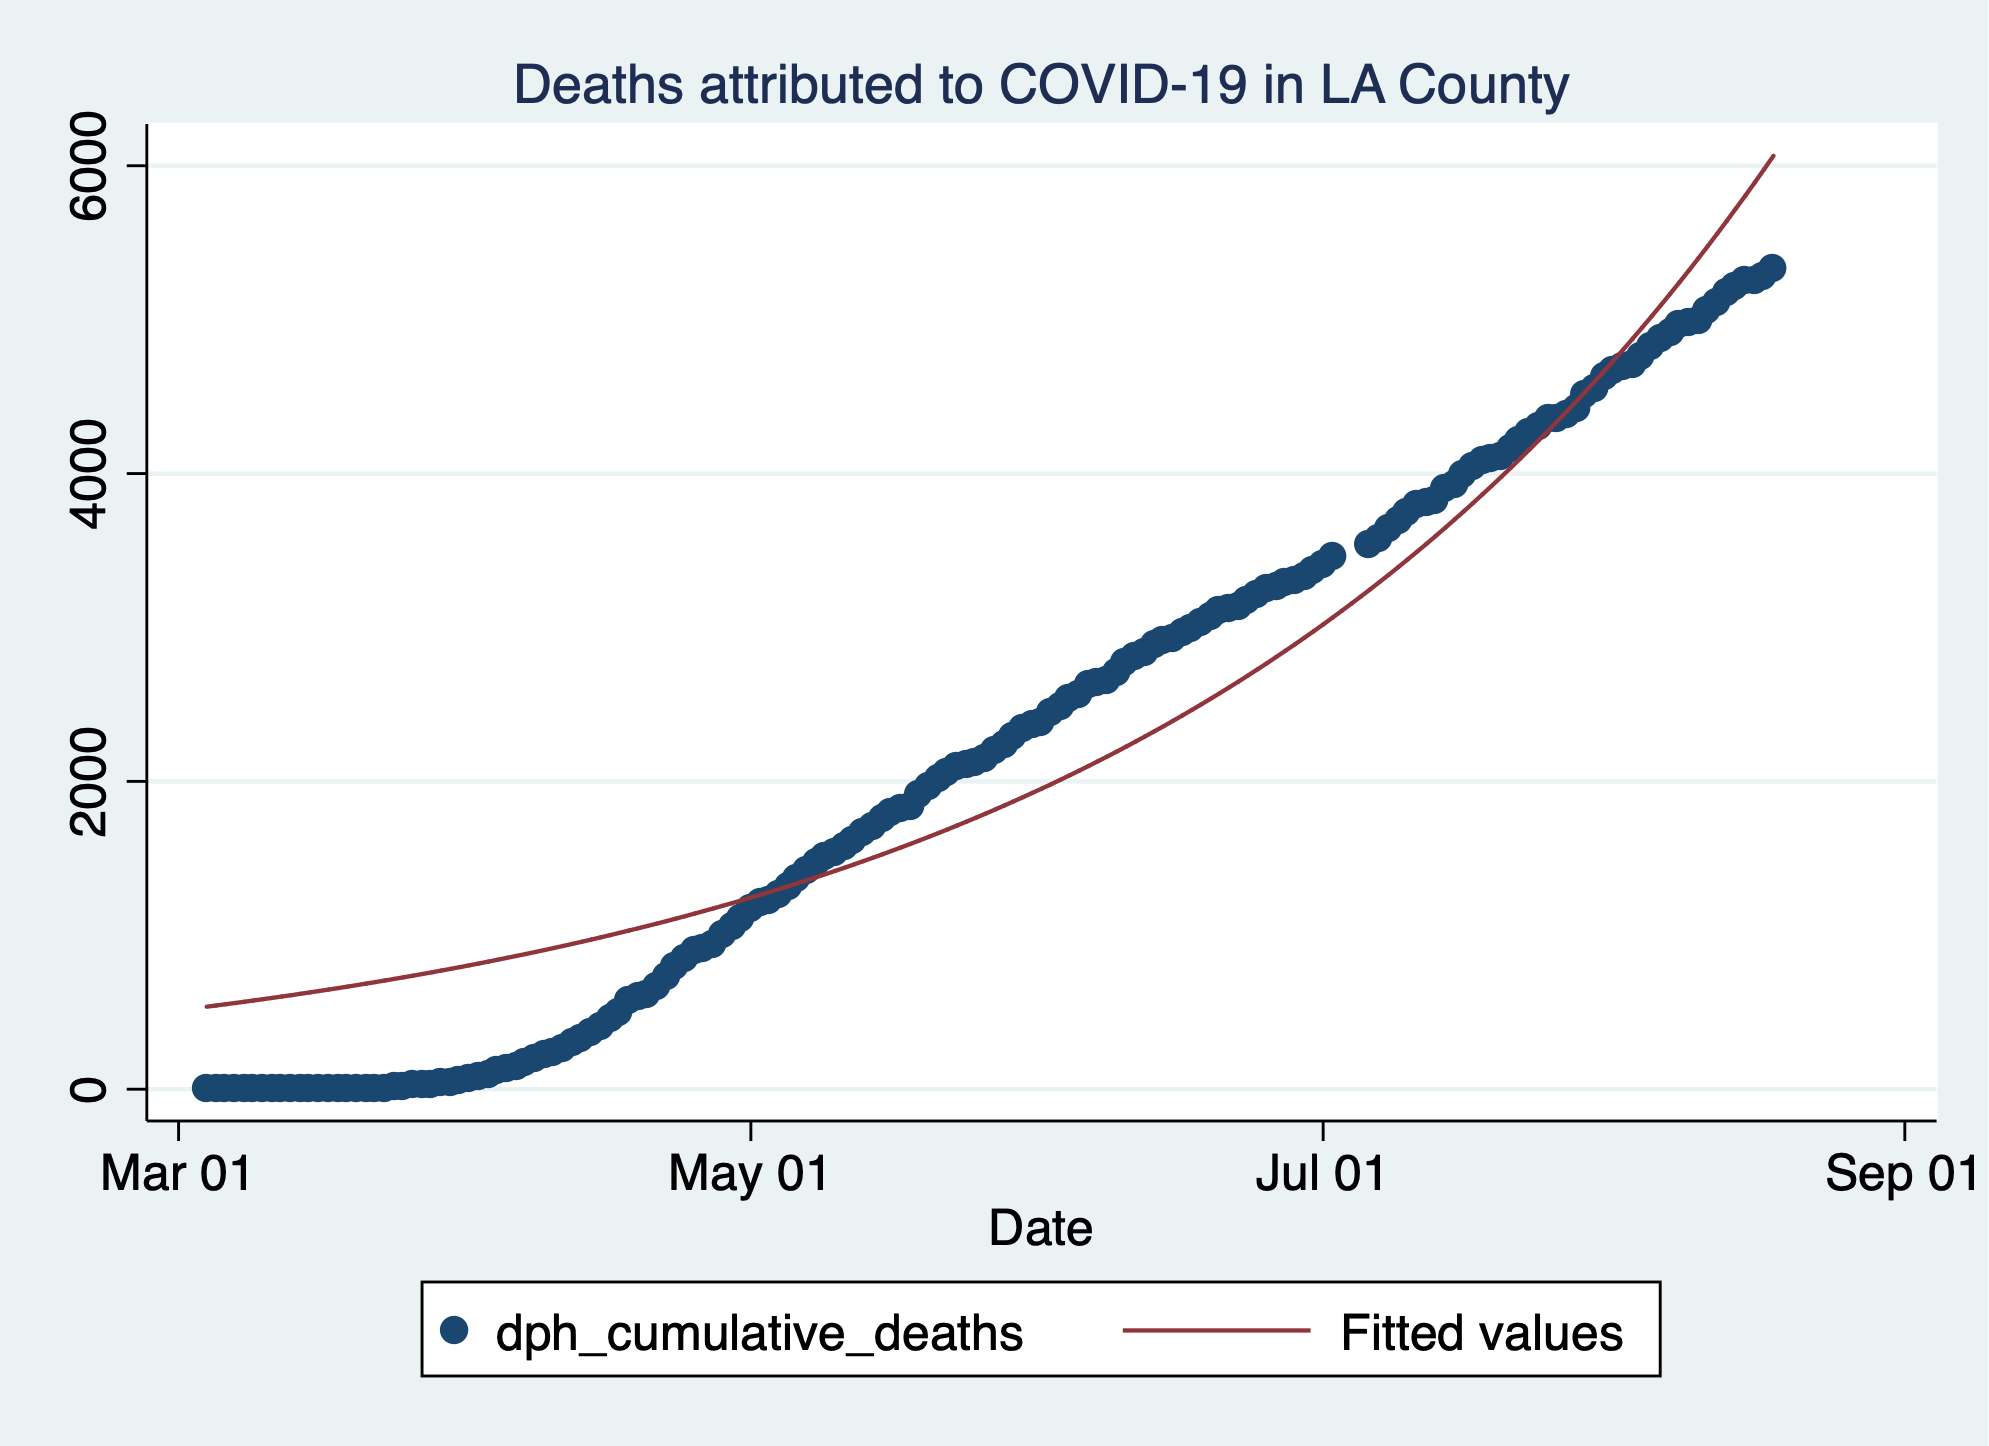 Deaths attributed to COVID-19 in LA County
6000
4000
2000
0
Mar 01
May 01
Jul 01
Sep 01
Date
dph_cumulative_deaths
Fitted values